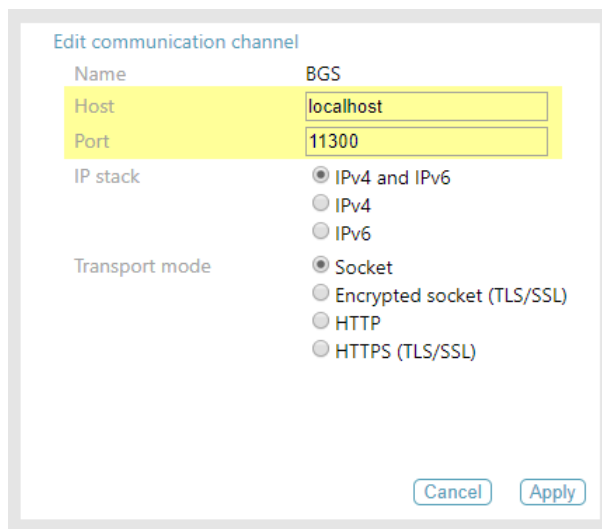 Edit communication channel
Name BGS
Host localhost
Port 11300
IP stack IPv4 and IPv6
IPv4
IPv6
Transport mode Socket
Encrypted socket (TLS/SSL)
HTTP
HTTPS (TLS/SSL)
Cancel Apply